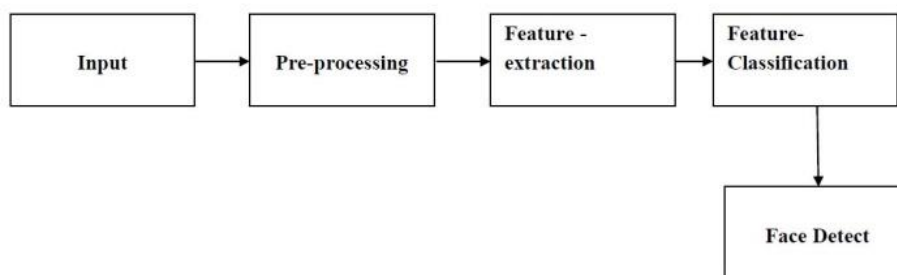 Input
Pre-processing
Feature -
extraction
Feature-
Classification
Face Detect